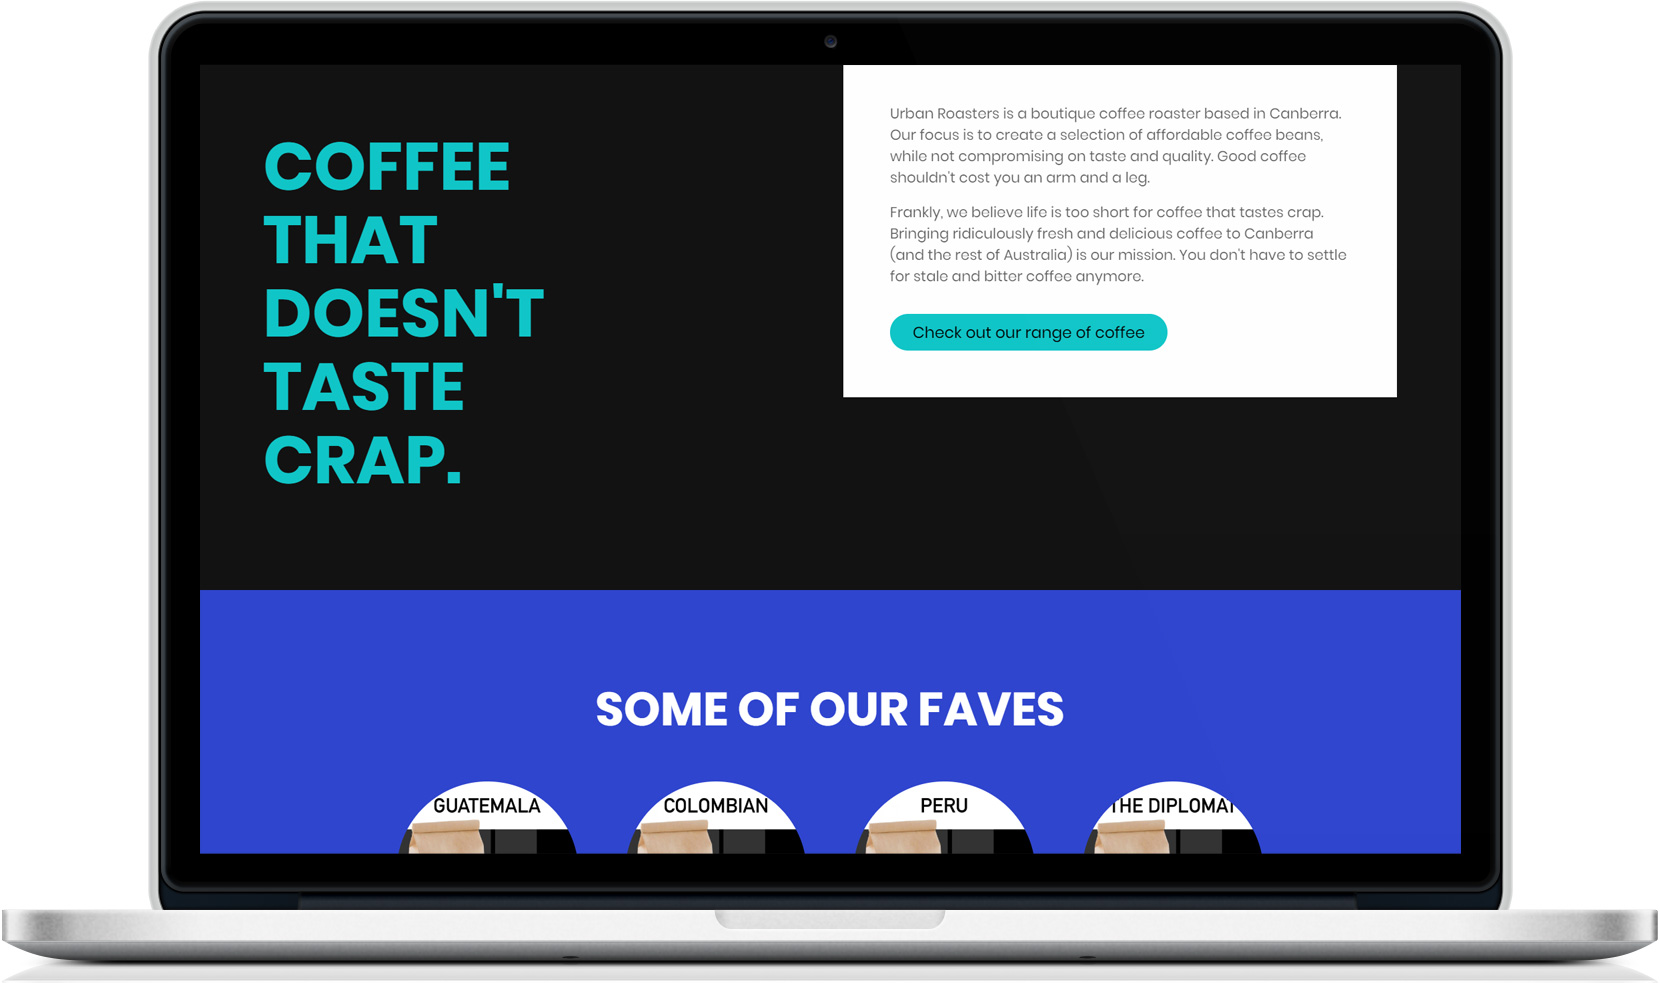 COFFEE
THAT
DOESN'T
TASTE
CRAP.
Urban Roasters is a boutique coffee roaster based in Canberra.
Our focus is to create a selection of affordable coffee beans,
while not compromising on taste and quality. Good coffee
shouldn't cost you an arm and a leg.
Frankly, we believe life is too short for coffee that tastes crap.
Bringing ridiculously fresh and delicious coffee to Canberra
(and the rest of Australia) is our mission. You don't have to settle
for stale and bitter coffee anymore.
Check out our range of coffee
SOME OF OUR FAVES
GUATEMALA
COLOMBIAN
PERU
THE DIPLOMAT